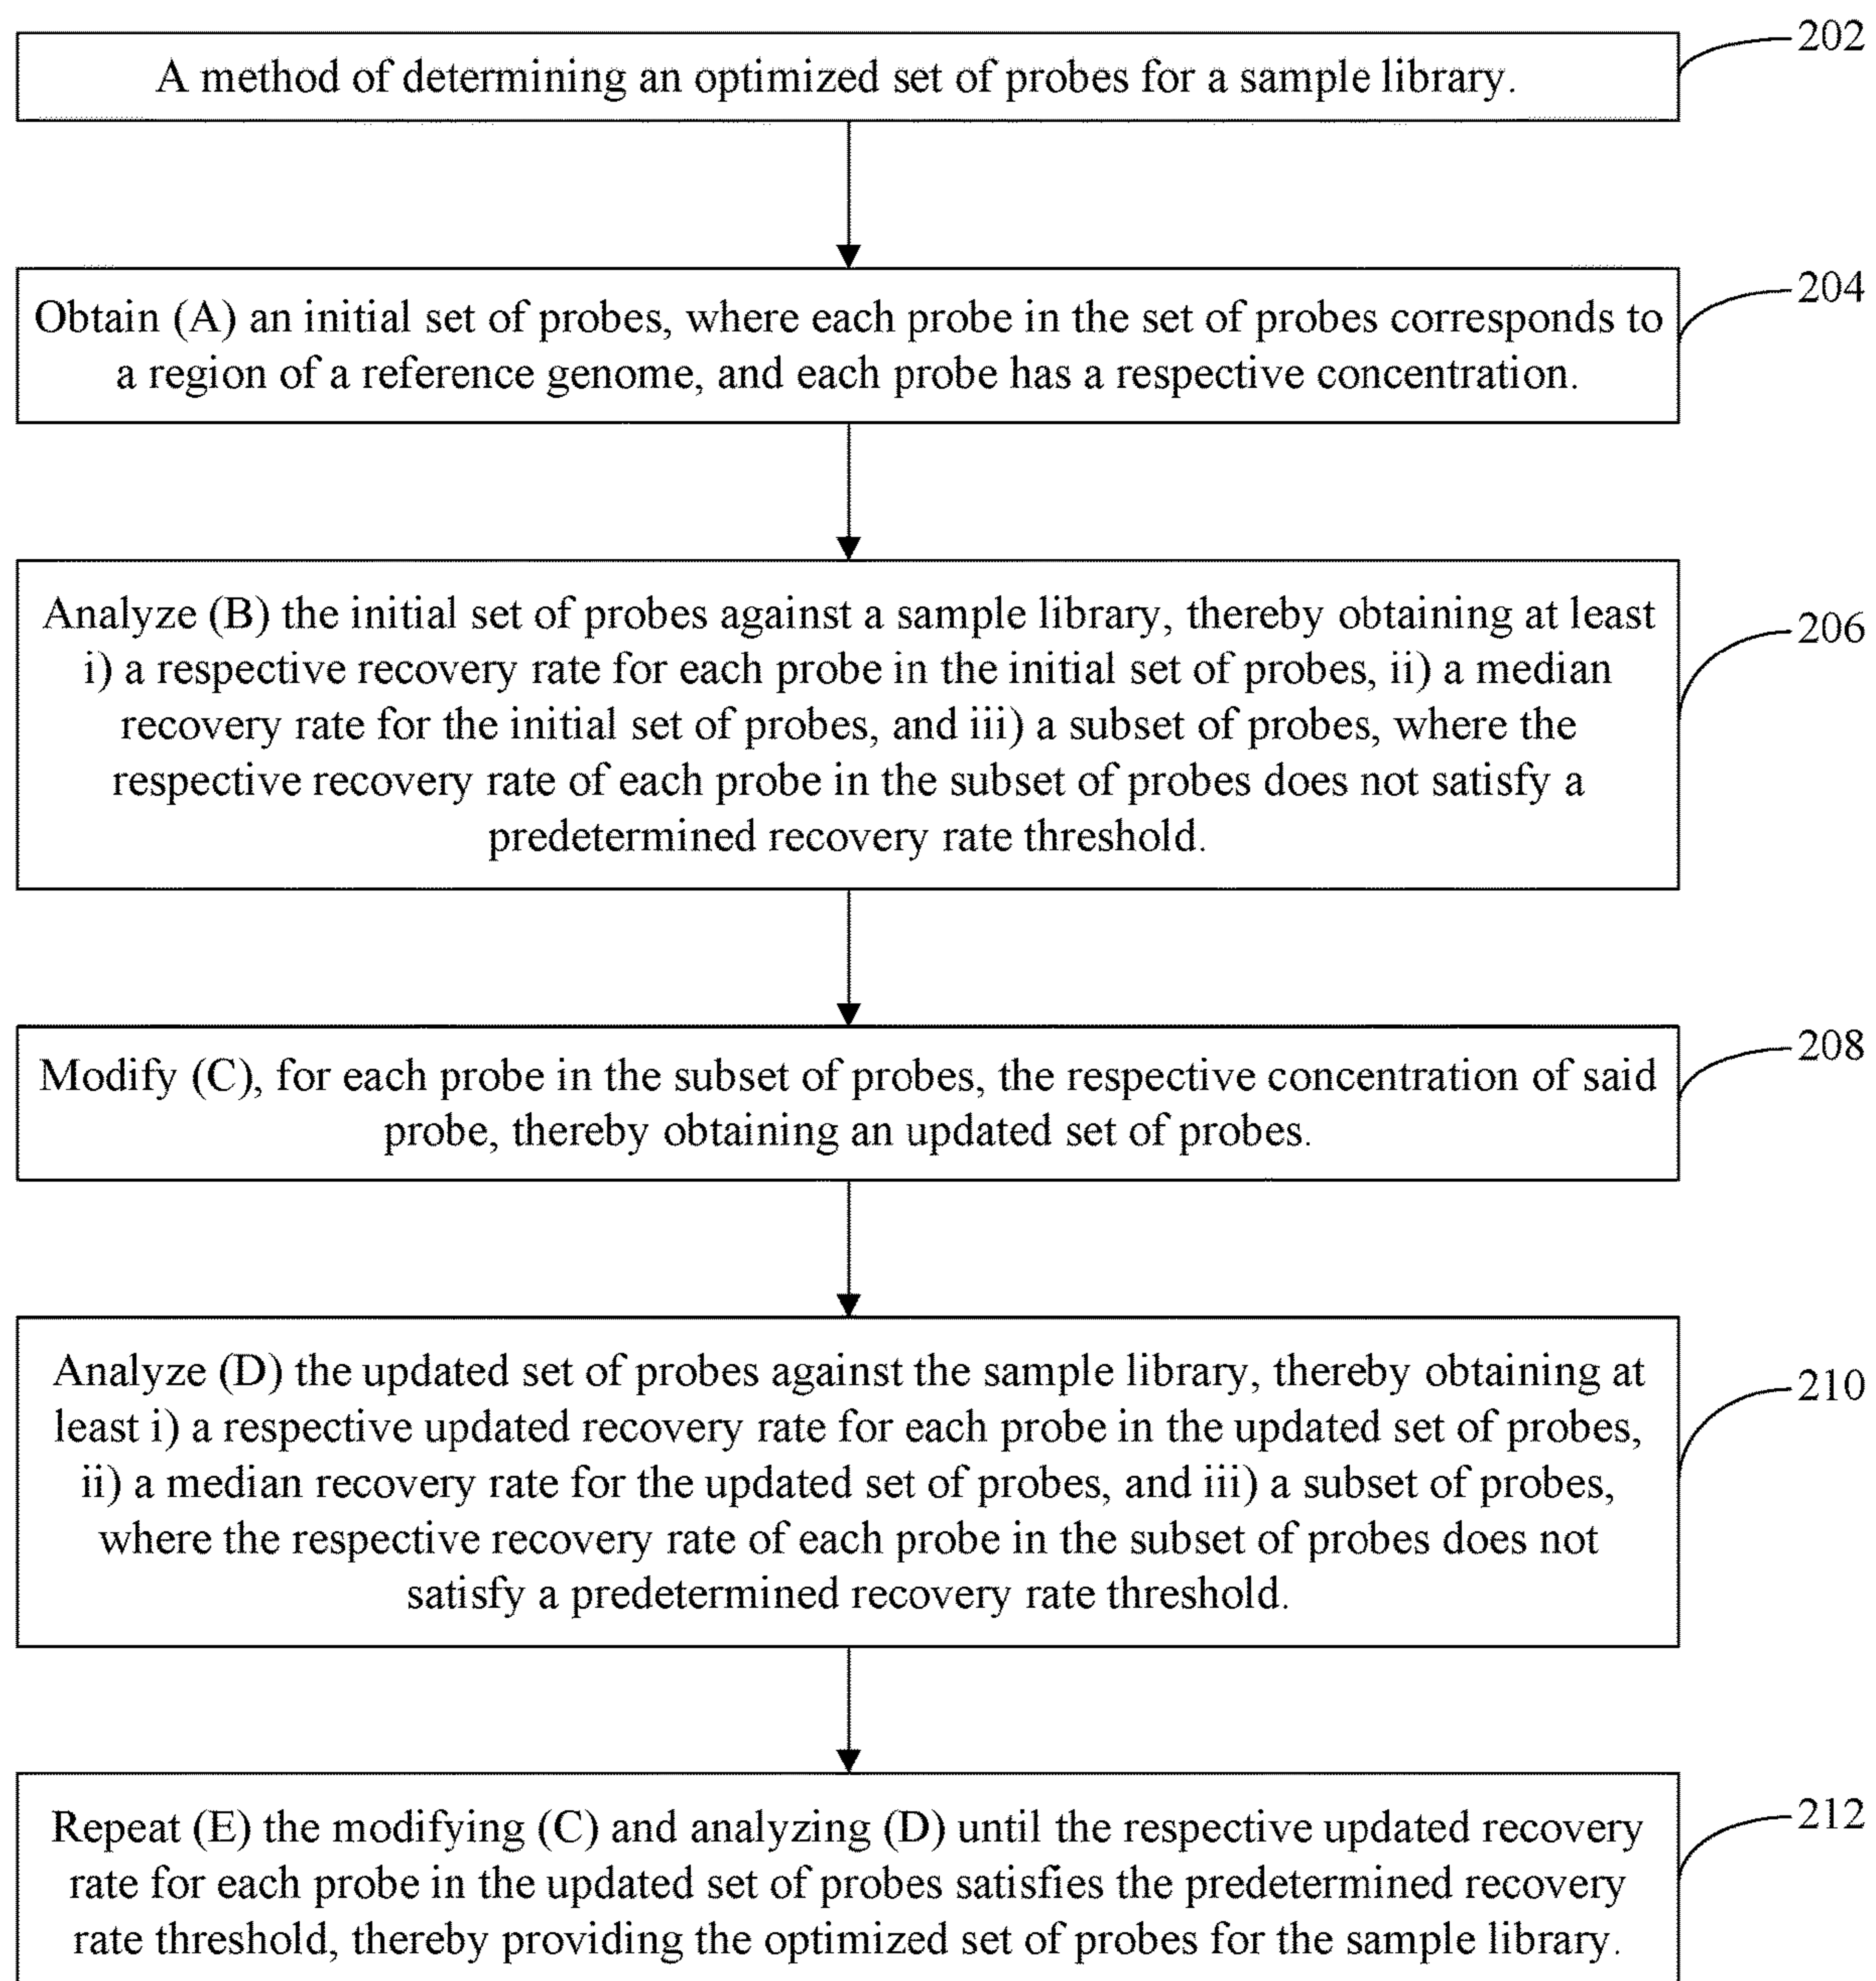 202
A method of determining an optimized set of probes for a sample library.
204
Obtain (A) an initial set of probes, where each probe in the set of probes corresponds to
a region of a reference genome, and each probe has a respective concentration.
206
Analyze (B) the initial set of probes against a sample library, thereby obtaining at least
i) a respective recovery rate for each probe in the initial set of probes, ii) a median
recovery rate for the initial set of probes, and iii) a subset of probes, where the
respective recovery rate of each probe in the subset of probes does not satisfy a
predetermined recovery rate threshold.
208
Modify (C), for each probe in the subset of probes, the respective concentration of said
probe, thereby obtaining an updated set of probes.
210
Analyze (D) the updated set of probes against the sample library, thereby obtaining at
least i) a respective updated recovery rate for each probe in the updated set of probes,
ii) a median recovery rate for the updated set of probes, and iii) a subset of probes,
where the respective recovery rate of each probe in the subset of probes does not
satisfy a predetermined recovery rate threshold.
212
Repeat (E) the modifying (C) and analyzing (D) until the respective updated recovery
rate for each probe in the updated set of probes satisfies the predetermined recovery
rate threshold, thereby providing the optimized set of probes for the sample library.